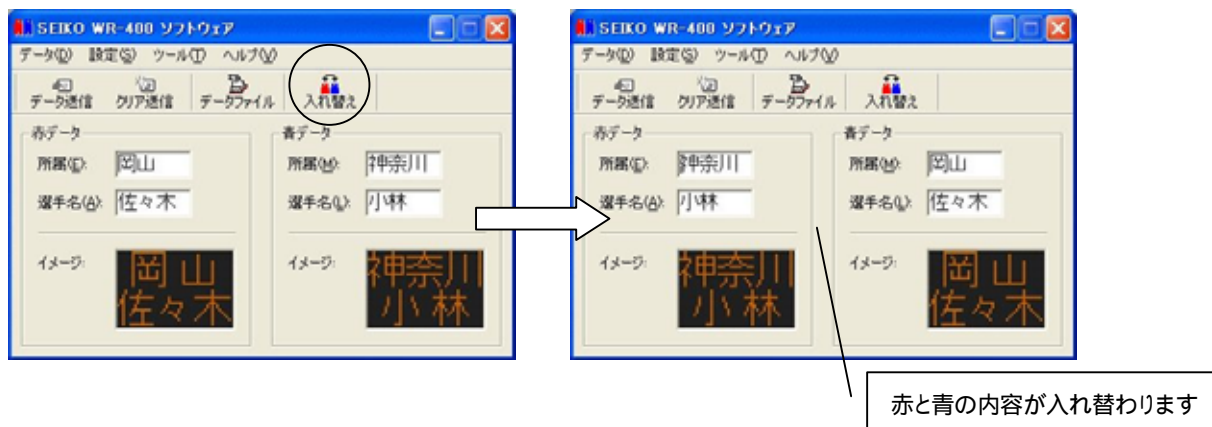 SEIKO WR-400 ソフトウェア
データ(D) 設定(S) ツール(T) ヘルプ(V)
データ送信 クリア送信 データファイル 入れ替え
赤データ
所属(E): 岡山
選手名(A): 佐々木
イメージ:
岡山
佐々木
青データ
所属(M): 神奈川
選手名(L): 小林
イメージ:
神奈川
小林
SEIKO WR-400 ソフトウェア
データ(D) 設定(S) ツール(T) ヘルプ(V)
データ送信 クリア送信 データファイル 入れ替え
赤データ
所属(E): 神奈川
選手名(A): 小林
イメージ:
神奈川
小林
青データ
所属(M): 岡山
選手名(L): 佐々木
イメージ:
岡山
佐々木
赤と青の内容が入れ替わります